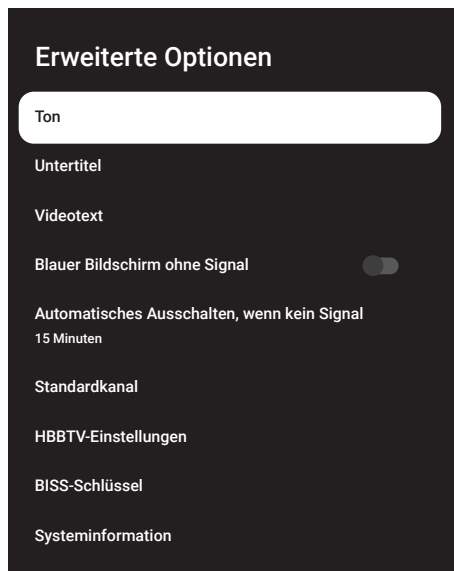 Erweiterte Optionen
Ton
Untertitel
Videotext
Blauer Bildschirm ohne Signal
Automatisches Ausschalten, wenn kein Signal
15 Minuten
Standardkanal
HBBTV-Einstellungen
BISS-Schlüssel
Systeminformation